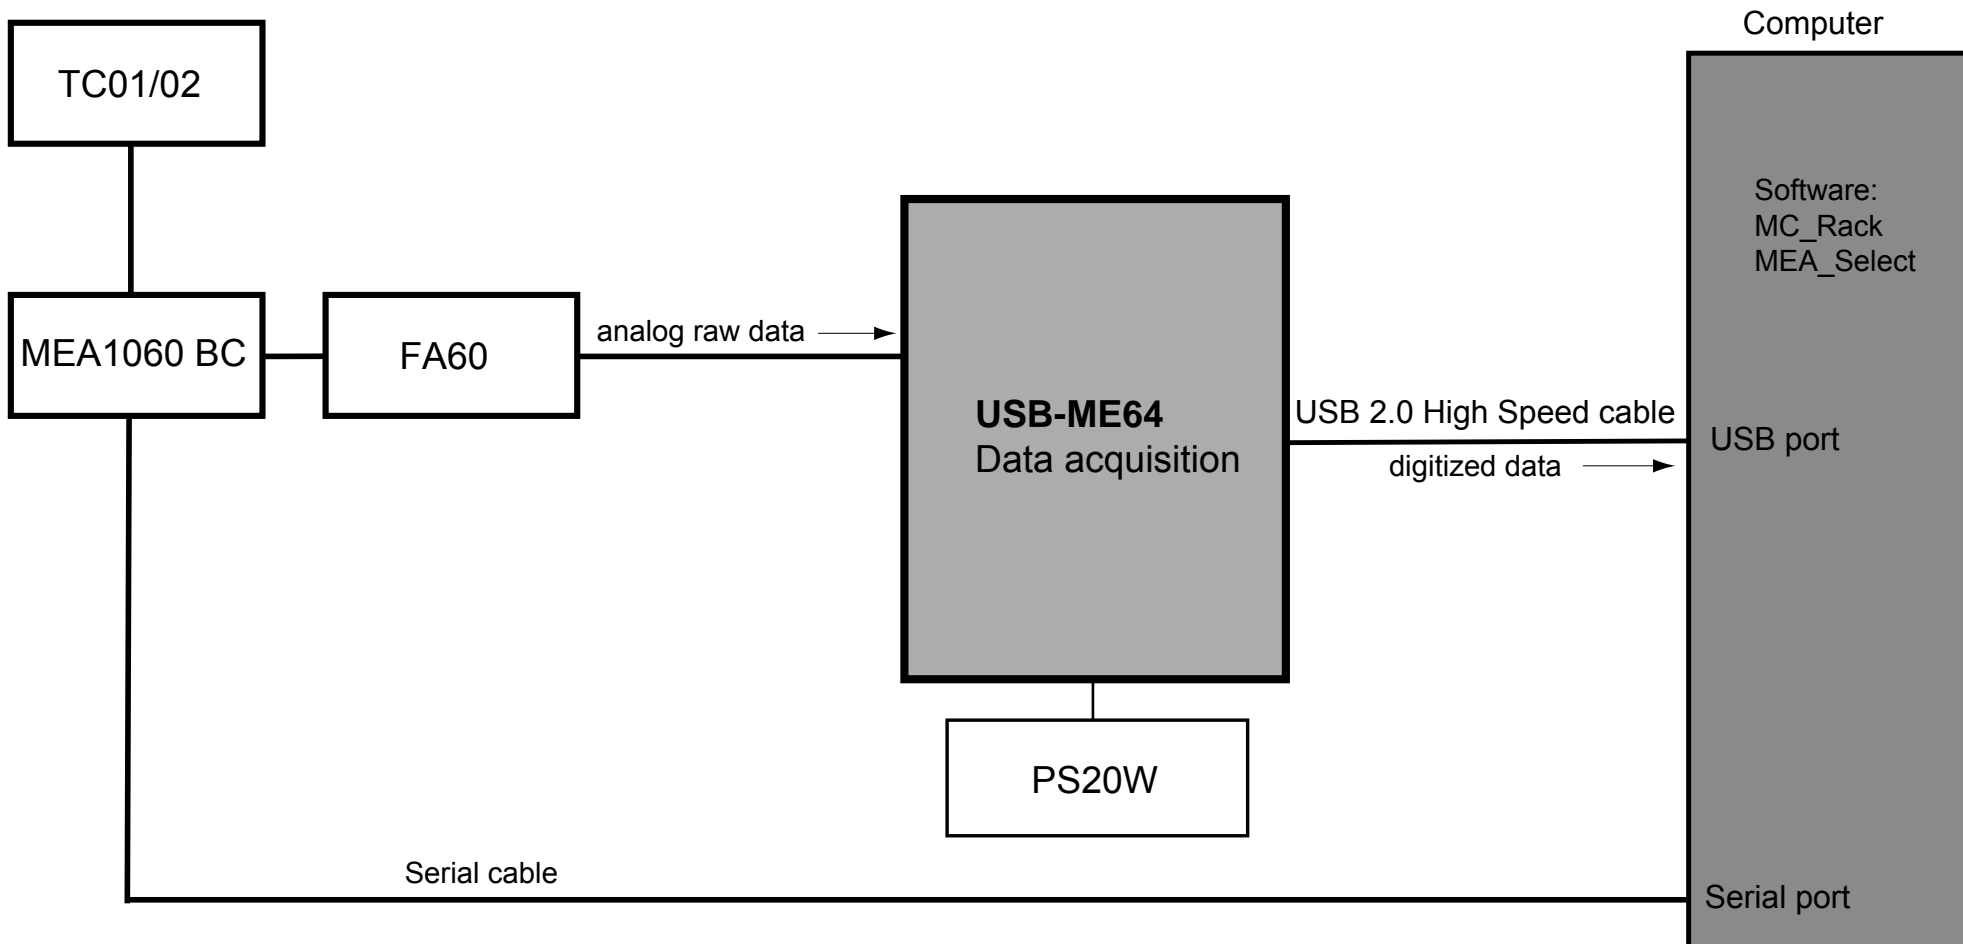 Computer
TC01/02
Software:
MC_Rack
MEA_Select
MEA1060 BC
FA60
analog raw data
USB-ME64
Data acquisition
USB 2.0 High Speed cable
digitized data
USB port
PS20W
Serial cable
Serial port